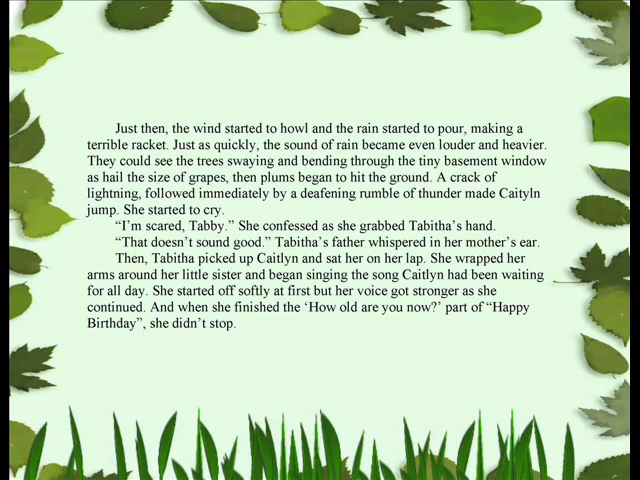 Just then, the wind started to howl and the rain started to pour, making a
terrible racket. Just as quickly, the sound of rain became even louder and heavier.
They could see the trees swaying and bending through the tiny basement window
as hail the size of grapes, then plums began to hit the ground. A crack of
lightning, followed immediately by a deafening rumble of thunder made Caityln
jump. She started to cry.
“I’m scared, Tabby.” She confessed as she grabbed Tabitha’s hand.
“That doesn’t sound good.” Tabitha’s father whispered in her mother’s ear.
Then, Tabitha picked up Caitlyn and sat her on her lap. She wrapped her
arms around her little sister and began singing the song Caitlyn had been waiting
for all day. She started off softly at first but her voice got stronger as she
continued. And when she finished the ‘How old are you now?’ part of “Happy
Birthday”, she didn’t stop.